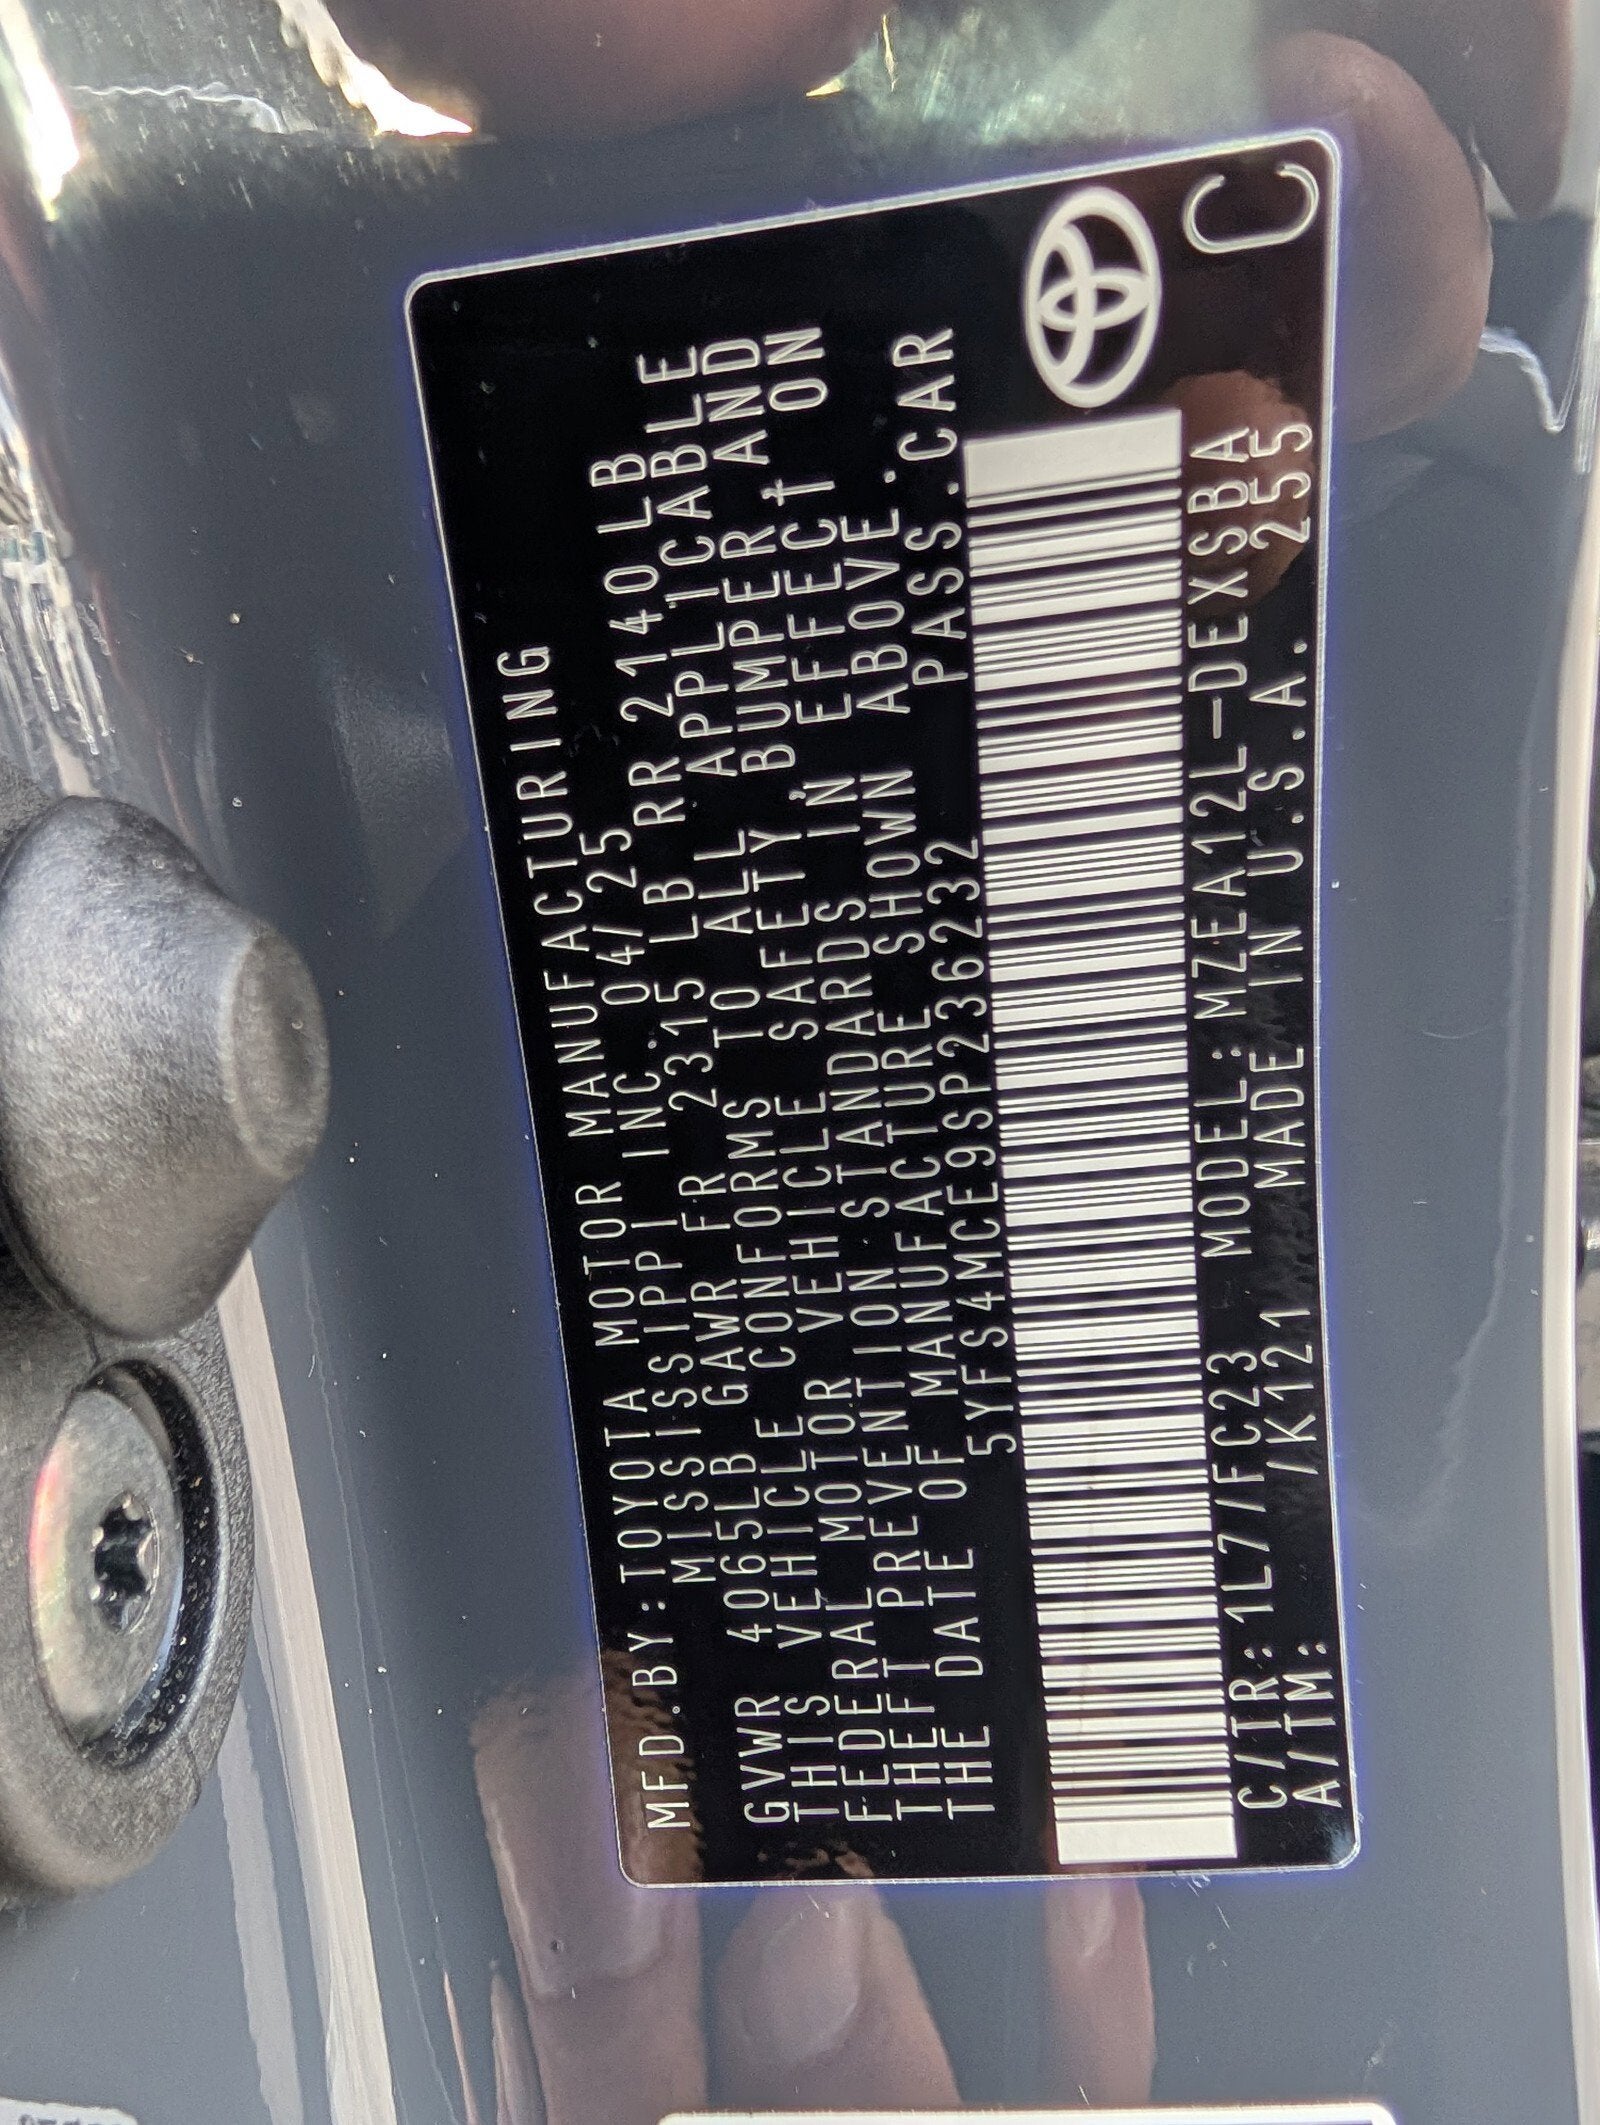 MFD.BY:TOYOTA MOTOR MANUFACTURING
MISSISSIPPI INC. 04/25
GVWR 4065LB GAWR FR 2315 LB RR 2140LB
THIS VEHICLE CONFORMS TO ALL APPLICABLE
FEDERAL MOTOR VEHICLE SAFETY, BUMPER, AND
THEFT PREVENTION STANDARDS IN EFFECT ON
THE DATE OF MANUFACTURE SHOWN ABOVE.
5YFS4MCE9SP236232 PASS.CAR
C/TR:1L7/FC23 MODEL:MZEA12L-DEXSBA
A/TM: /K121 MADE IN U.S.A. 255
C